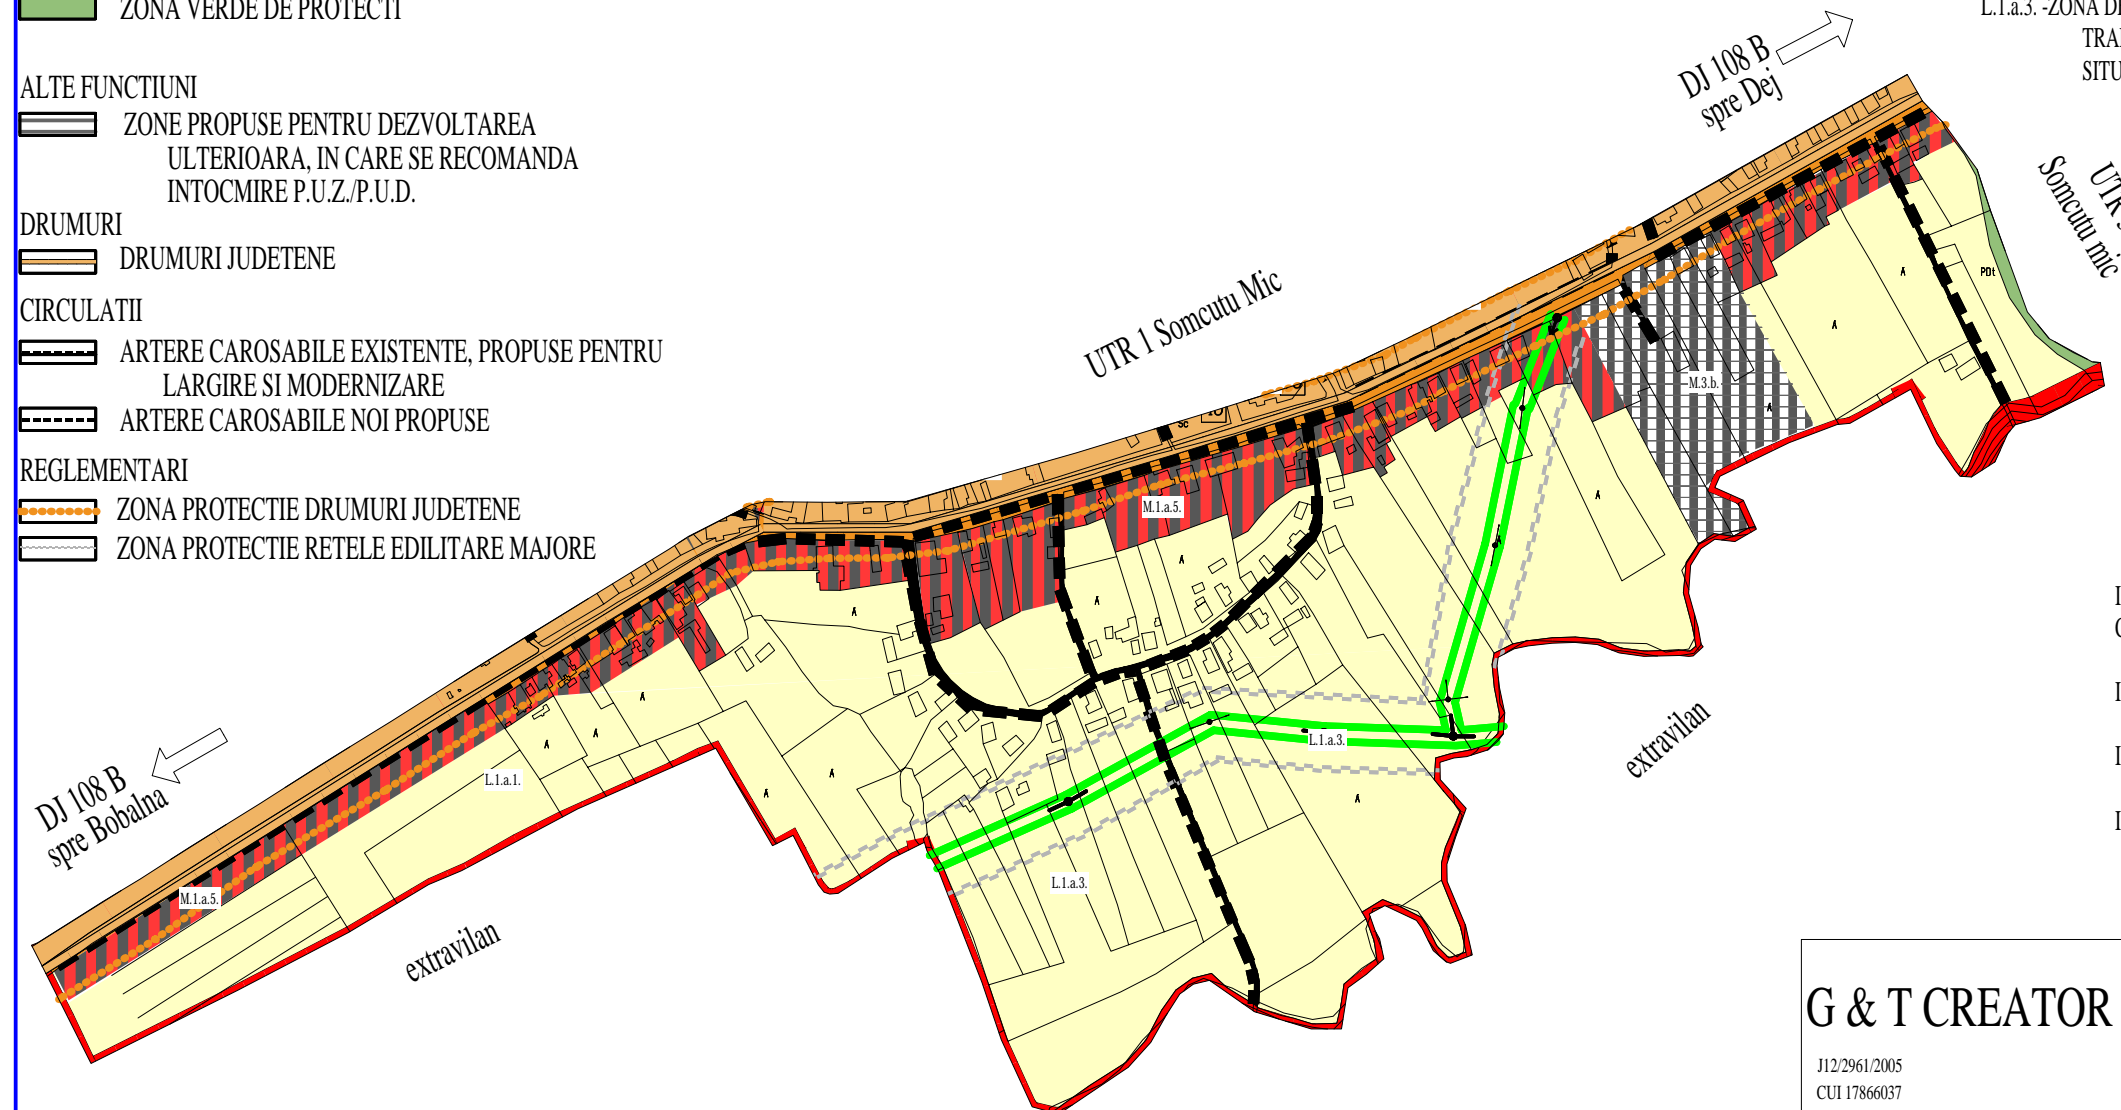 ZONA VERDE DE PROTECTI
ALTE FUNCTIUNI
ZONE PROPUSE PENTRU DEZVOLTAREA
ULTERIOARA, IN CARE SE RECOMANDA
INTOCMIRE P.U.Z./P.U.D.
DRUMURI
DRUMURI JUDETENE
CIRCULATII
ARTERE CAROSABILE EXISTENTE, PROPUSE PENTRU
LARGIRE SI MODERNIZARE
ARTERE CAROSABILE NOI PROPUSE
REGLEMENTARI
ZONA PROTECTIE DRUMURI JUDETENE
ZONA PROTECTIE RETELE EDILITARE MAJORE
L.1.a.3. -ZONA DE
TRA
SITU
DJ 108 B
spre Dej
UTR
Somcutu mic
UTR 1 Somcutu Mic
Sc
PDt
A
A
M.3.b.
A
A
M.1.a.5.
A
A
A
A
A
A
A
A
L.1.a.1.
L.1.a.3.
A
L.1.a.3.
M.1.a.5.
DJ 108 B
spre Bobalna
extravilan
extravilan
G & T CREATOR
J12/2961/2005
CUI 17866037